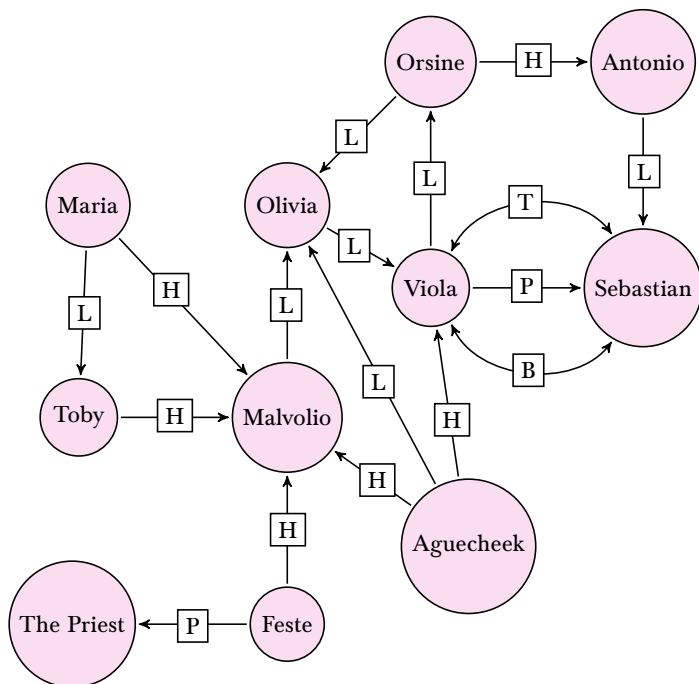 Orsine
H
Antonio
L
L
L
Maria
Olivia
T
L
H
Viola
P
Sebastian
L
L
L
B
Toby
H
Malvolio
H
H
Aguecheek
H
The Priest
P
Feste